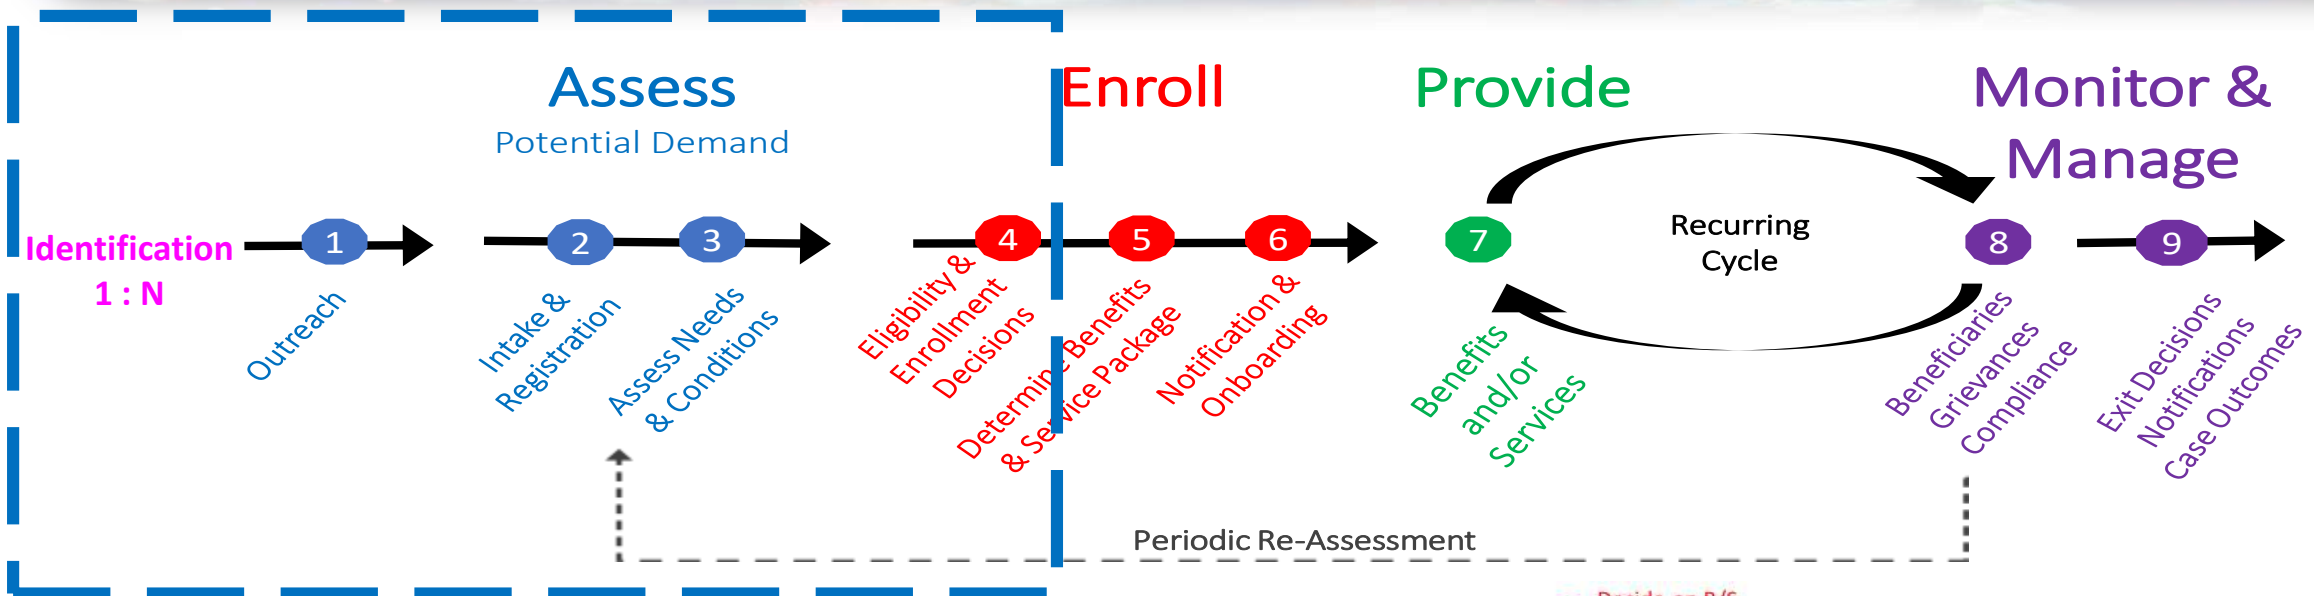 Assess
Potential Demand
Enroll
Provide
Monitor &
Manage
Identification
1 : N
1
2
3
4
5
6
7
8
9
Recurring
Cycle
Outreach
Intake &
Registration
Assess Needs
& Conditions
Eligibility &
Enrollment
Decisions
Determine Benefits
& Service Package
Notification &
Onboarding
Benefits
and/or
Services
Beneficiaries
Grievances
Compliance
Exit Decisions
Notifications
Case Outcomes
Periodic Re-Assessment